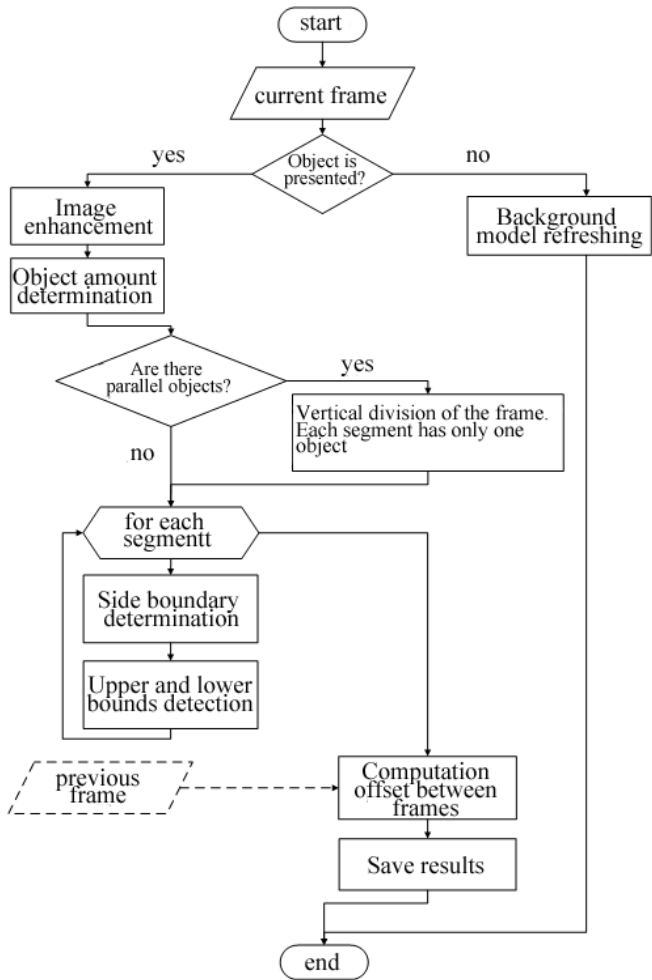 start
current frame
yes
Object is
presented?
no
Image
enhancement
Background
model refreshing
Object amount
determination
Are there
parallel objects?
yes
Vertical division of the frame.
Each segment has only one
object
no
for each
segmentt
Side boundary
determination
Upper and lower
bounds detection
previous
frame
Computation
offset between
frames
Save results
end